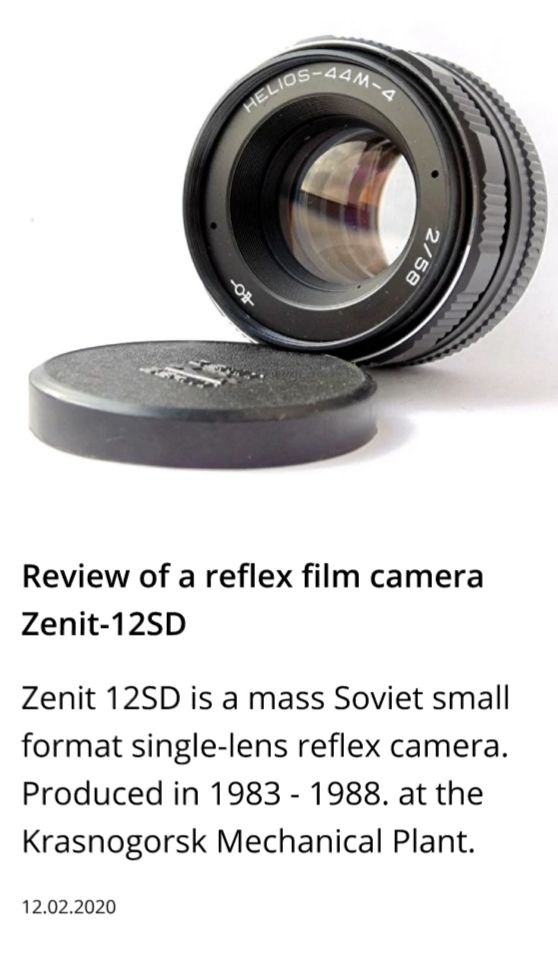 HELIOS-44M-4
2/58
Review of a reflex film camera
Zenit-12SD
Zenit 12SD is a mass Soviet small
format single-lens reflex camera.
Produced in 1983 - 1988. at the
Krasnogorsk Mechanical Plant.
12.02.2020